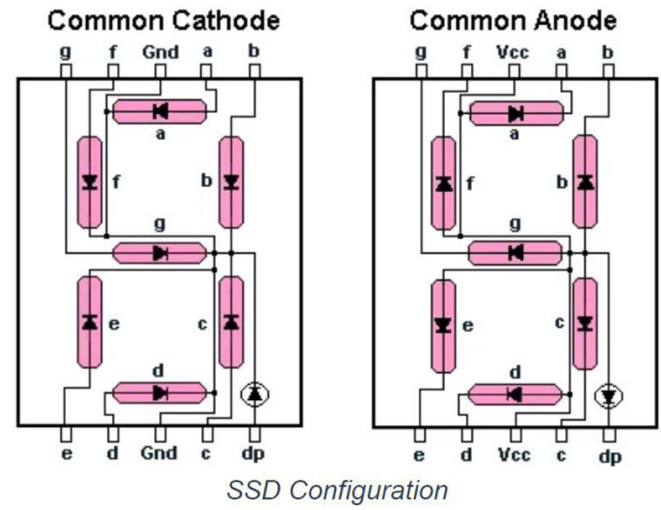 Common Cathode
Common Anode
g f Gnd a b
g f Vcc a b
a
a
f b
f b
g
g
e c
e c
d
d
e d Gnd c dp
e d Vcc c dp
SSD Configuration